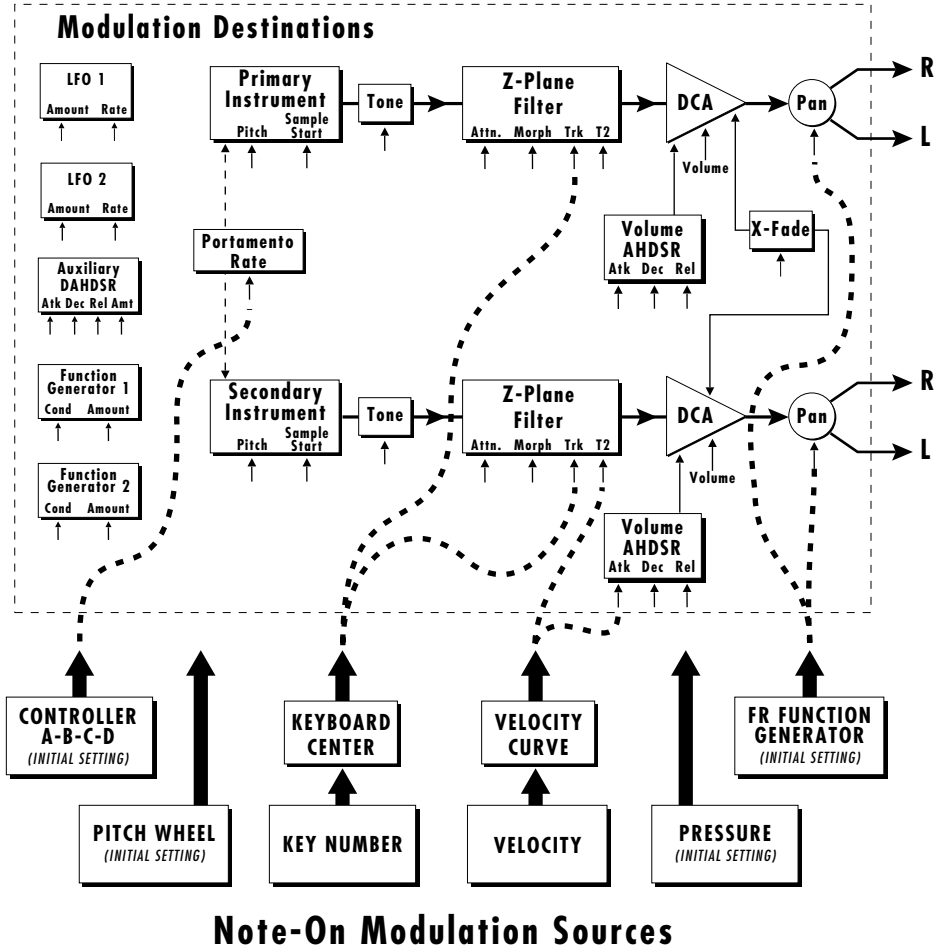 Modulation Destinations
LFO 1
Amount Rate
LFO 2
Amount Rate
Auxiliary
DAHDSR
Atk Dec Rel Amt
Function
Generator 1
Cond Amount
Function
Generator 2
Cond Amount
Primary
Instrument
Sample
Pitch Start
Tone
Z-Plane
Filter
Attn. Morph Trk T2
DCA
Volume
Pan
R
L
Portamento
Rate
Volume
AHDSR
Atk Dec Rel
X-Fade
Secondary
Instrument
Sample
Pitch Start
Tone
Z-Plane
Filter
Attn. Morph Trk T2
DCA
Volume
Pan
R
L
Volume
AHDSR
Atk Dec Rel
CONTROLLER
A-B-C-D
(INITIAL SETTING)
KEYBOARD
CENTER
VELOCITY
CURVE
FR FUNCTION
GENERATOR
(INITIAL SETTING)
PITCH WHEEL
(INITIAL SETTING)
KEY NUMBER
VELOCITY
PRESSURE
(INITIAL SETTING)
Note-On Modulation Sources